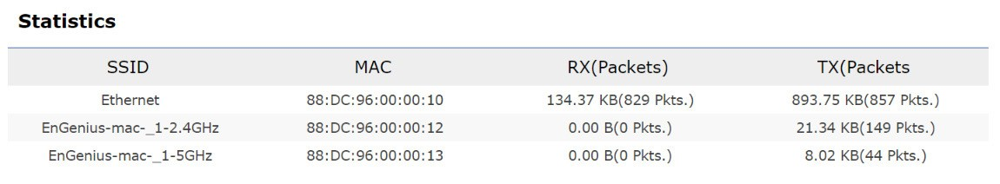 Statistics
SSID MAC RX(Packets) TX(Packets
Ethernet 88:DC:96:00:00:10 134.37 KB(829 Pkts.) 893.75 KB(857 Pkts.)
EnGenius-mac-_1-2.4GHz 88:DC:96:00:00:12 0.00 B(0 Pkts.) 21.34 KB(149 Pkts.)
EnGenius-mac-_1-5GHz 88:DC:96:00:00:13 0.00 B(0 Pkts.) 8.02 KB(44 Pkts.)